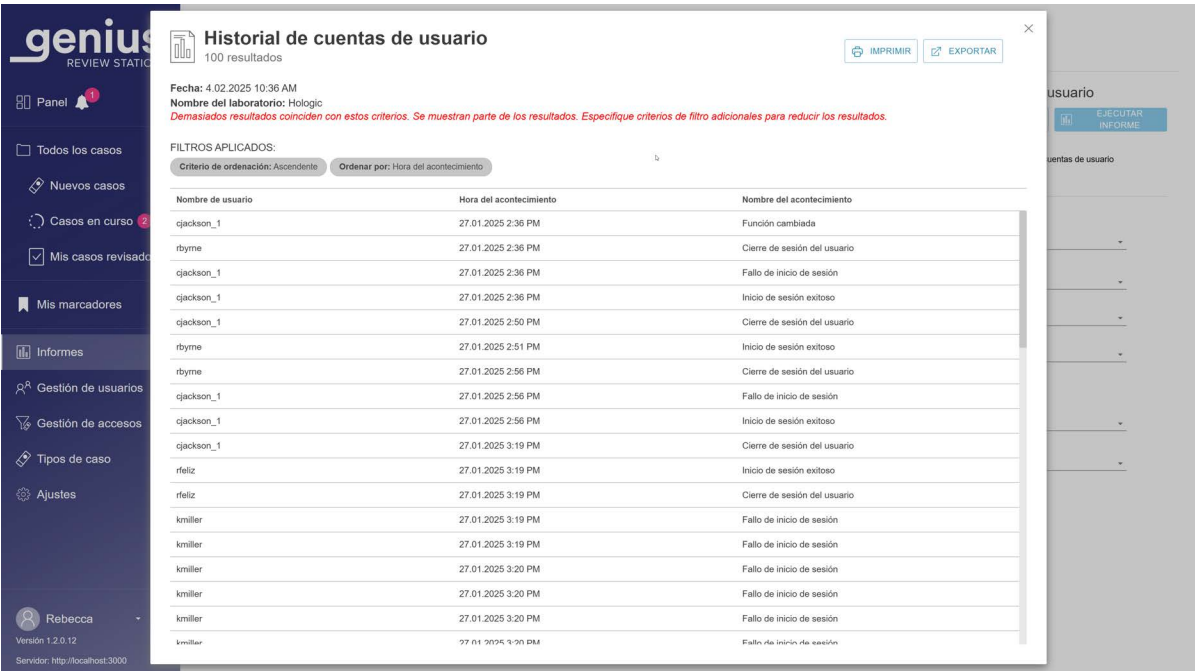 genius
REVIEW STATIO
Panel
1
Todos los casos
Nuevos casos
Casos en curso 2
Mis casos revisado
Mis marcadores
Informes
Gestión de usuarios
Gestión de accesos
Tipos de caso
Ajustes
Rebecca
Versión 1.2.0.12
Servidor: http://localhost:3000
Historial de cuentas de usuario
100 resultados
IMPRIMIR
EXPORTAR
Fecha: 4.02.2025 10:36 AM
Nombre del laboratorio: Hologic
Demasiados resultados coinciden con estos criterios. Se muestran parte de los resultados. Especifique criterios de filtro adicionales para reducir los resultados.
FILTROS APLICADOS:
Criterio de ordenación: Ascendente Ordenar por: Hora del acontecimiento
Nombre de usuario Hora del acontecimiento Nombre del acontecimiento
cjackson_1 27.01.2025 2:36 PM Función cambiada
rbyrne 27.01.2025 2:36 PM Cierre de sesión del usuario
cjackson_1 27.01.2025 2:36 PM Fallo de inicio de sesión
cjackson_1 27.01.2025 2:36 PM Inicio de sesión exitoso
cjackson_1 27.01.2025 2:50 PM Cierre de sesión del usuario
rbyrne 27.01.2025 2:51 PM Inicio de sesión exitoso
rbyrne 27.01.2025 2:56 PM Cierre de sesión del usuario
cjackson_1 27.01.2025 2:56 PM Fallo de inicio de sesión
cjackson_1 27.01.2025 2:56 PM Inicio de sesión exitoso
cjackson_1 27.01.2025 3:19 PM Cierre de sesión del usuario
rfeliz 27.01.2025 3:19 PM Inicio de sesión exitoso
rfeliz 27.01.2025 3:19 PM Cierre de sesión del usuario
kmiller 27.01.2025 3:19 PM Fallo de inicio de sesión
kmiller 27.01.2025 3:19 PM Fallo de inicio de sesión
kmiller 27.01.2025 3:20 PM Fallo de inicio de sesión
kmiller 27.01.2025 3:20 PM Fallo de inicio de sesión
kmiller 27.01.2025 3:20 PM Fallo de inicio de sesión
kmiller 27.01.2025 3:20 PM Fallo de inicio de sesión
usuario
EJECUTAR
INFORME
uentas de usuario